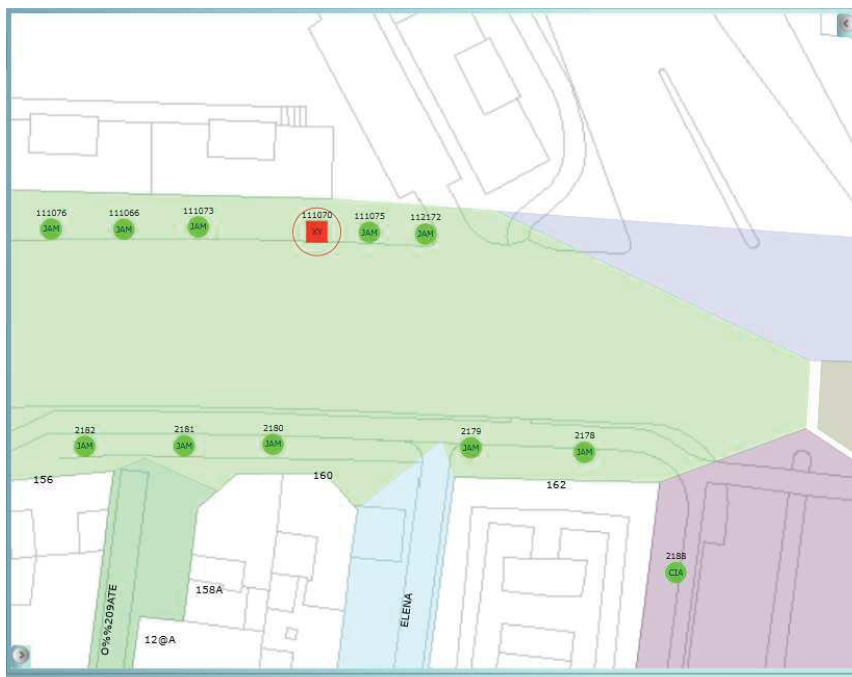 111076 111066 111073 111070 111075 112172
JAM JAM JAM XY JAM JAM
2182 2181 2180 2179 2178
JAM JAM JAM JAM JAM
156 160 162
2188
CIA
158A
O%%209ATE
ELENA
12@A